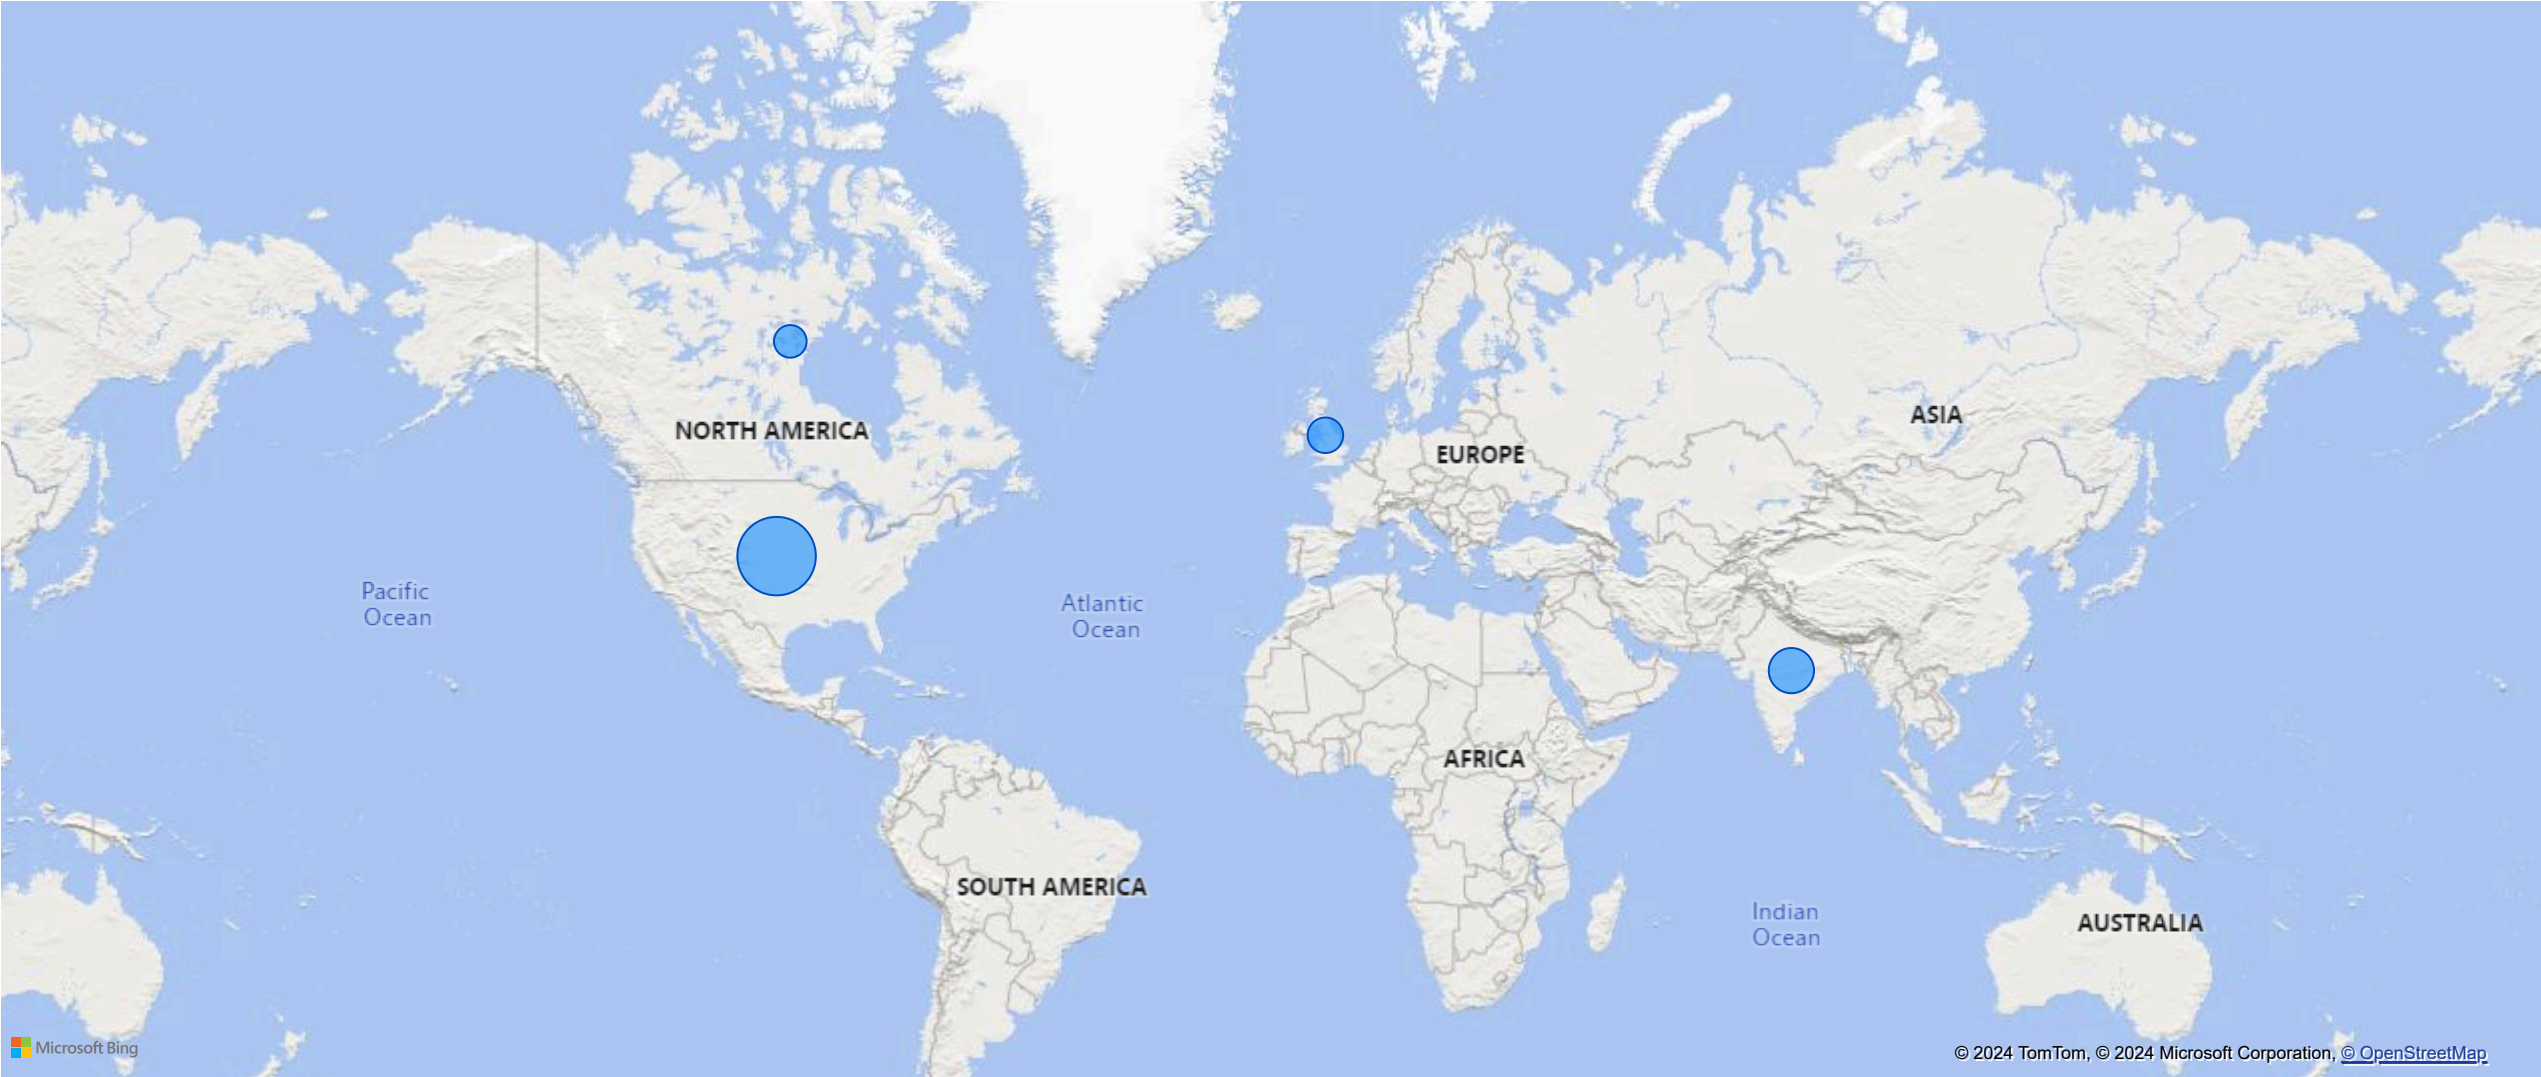 ASIA
NORTH AMERICA
EUROPE
Pacific
Ocean
Atlantic
Ocean
AFRICA
SOUTH AMERICA
Indian
Ocean
AUSTRALIA
Microsoft Bing
© 2024 TomTom, © 2024 Microsoft Corporation, © OpenStreetMap